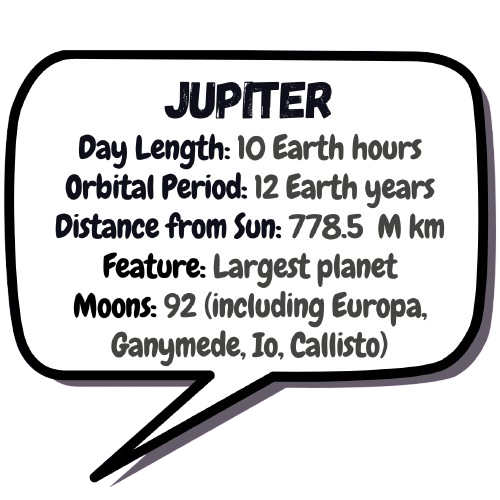 JUPITER
Day Length: 10 Earth hours
Orbital Period: 12 Earth years
Distance from Sun: 778.5 M km
Feature: Largest planet
Moons: 92 (including Europa,
Ganymede, Io, Callisto)